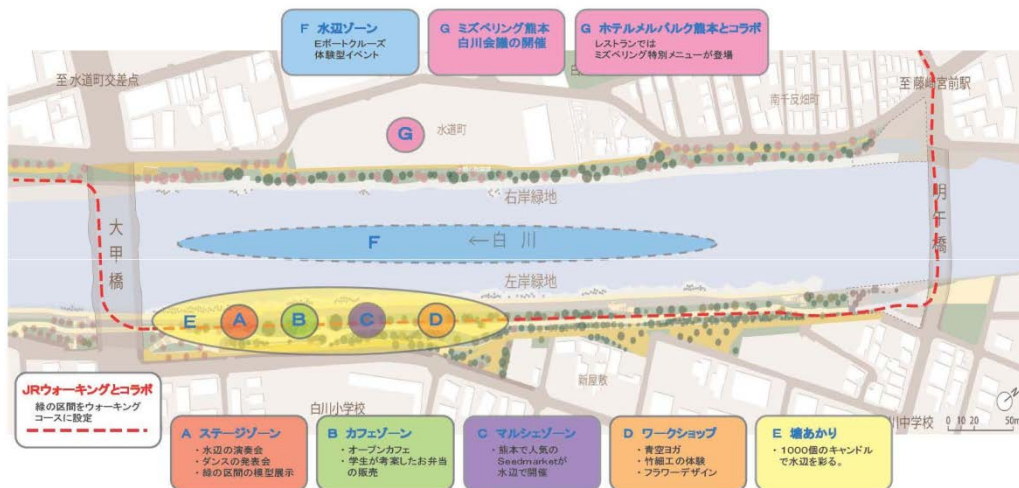 F 水辺ゾーン
Eボートクルーズ
体験型イベント
G ミズベリング熊本
白川会議の開催
G ホテルメルパルク熊本とコラボ
レストランでは
ミズベリング特別メニューが登場
至 水道町交差点
白
南千反畑町
至 藤崎宮前駅
G
水道町
右岸緑地
大甲橋
F
←白 川
明午橋
左岸緑地
E
A
B
C
D
新屋敷
JRウォーキングとコラボ
緑の区間をウォーキング
コースに設定
白川小学校
川中学校
0 10 20 50m
N
A ステージゾーン
・水辺の演奏会
・ダンスの発表会
・緑の区間の模型展示
B カフェゾーン
・オープンカフェ
・学生が考案したお弁当
の販売
C マルシェゾーン
・熊本で人気の
Seedmarketが
水辺で開催
D ワークショップ
・青空ヨガ
・竹細工の体験
・フラワーデザイン
E 塘あかり
・1000個のキャンドル
で水辺を彩る。